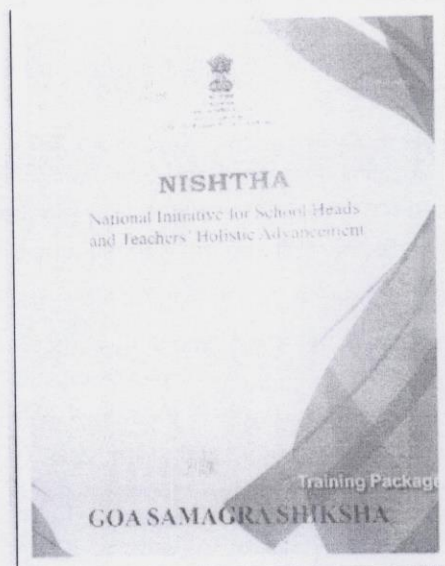 NISHTHA
National Initiative for School Heads
and Teachers' Holistic Advancement
Training Package
GOA SAMAGRA SHIKSHA